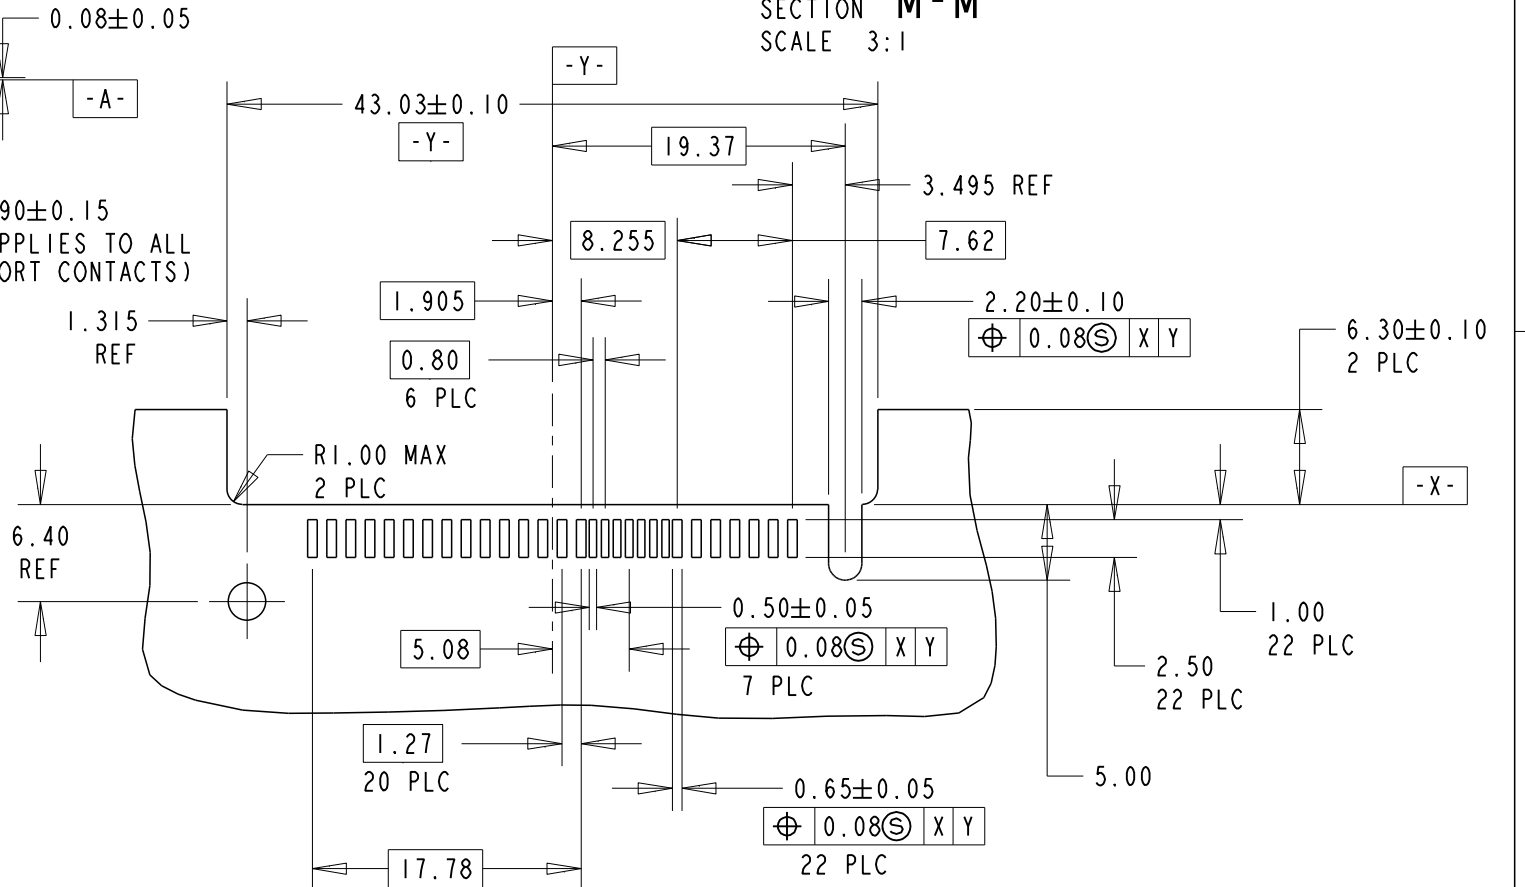 0.08±0.05
SECTION M-M
SCALE 3:1
-Y-
-A-
43.03±0.10
-Y-
19.37
3.495 REF
90±0.15
PPLIES TO ALL
ORT CONTACTS)
8.255
7.62
1.905
2.20±0.10
0.08Ⓢ X Y
1.315
REF
6.30±0.10
2 PLC
0.80
6 PLC
R1.00 MAX
2 PLC
-X-
6.40
REF
0.50±0.05
0.08Ⓢ X Y
7 PLC
1.00
22 PLC
5.08
2.50
22 PLC
1.27
20 PLC
5.00
0.65±0.05
0.08Ⓢ X Y
22 PLC
17.78